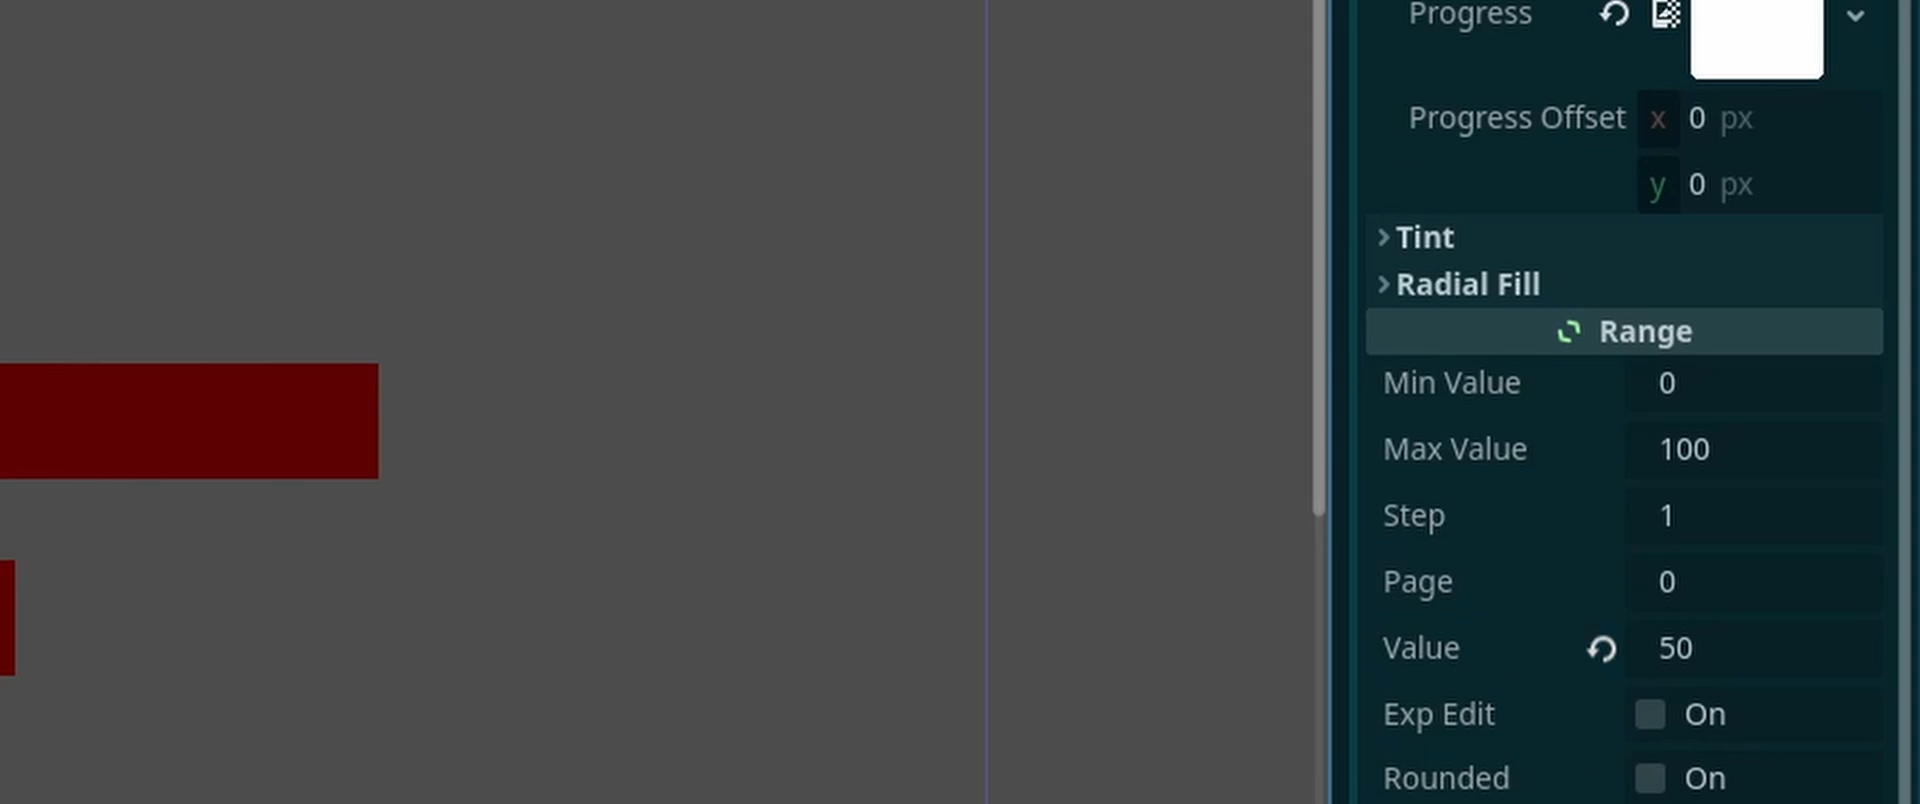 Progress
Progress Offset x 0 px
y 0 px
Tint
Radial Fill
Range
Min Value 0
Max Value 100
Step 1
Page 0
Value 50
Exp Edit On
Rounded On